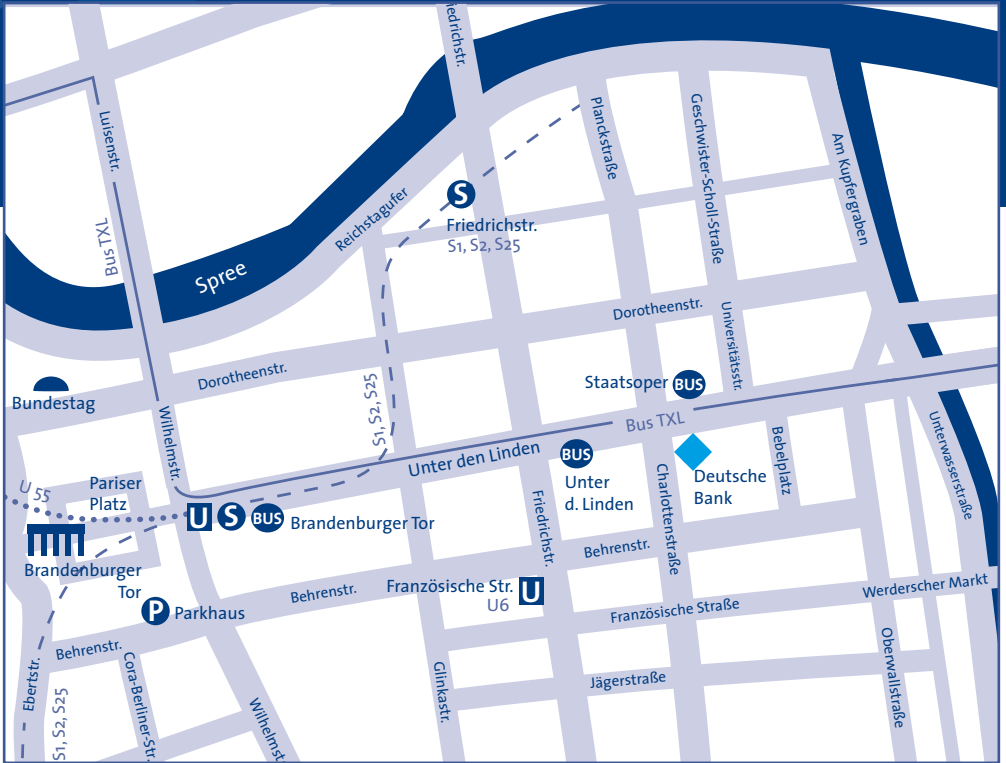 iedrichstr.
Luisenstr.
Bus TXL
Planckstraße
Geschwister-Scholl-Straße
Am Kupfergraben
Reichstagufer
S
Friedrichstr.
S1, S2, S25
Spree
Dorotheenstr.
Universitätsstr.
Dorotheenstr.
Bundestag
Staatsoper BUS
S1, S2, S25
Wilhelmstr.
Bus TXL
Unter den Linden
BUS
Unter
d. Linden
Deutsche
Bank
Charlottenstraße
Bebelplatz
Unterwasserstraße
U 55
Pariser
Platz
U S BUS Brandenburger Tor
Friedrichstr.
Behrenstr.
Brandenburger
Tor
P Parkhaus
Behrenstr.
Französische Str. U
U6
Französische Straße
Werderscher Markt
Behrenstr.
Cora-Berliner-Str.
Ebertstr.
S1, S2, S25
Wilhelmst
Glinkastr.
Jägerstraße
Oberwallstraße